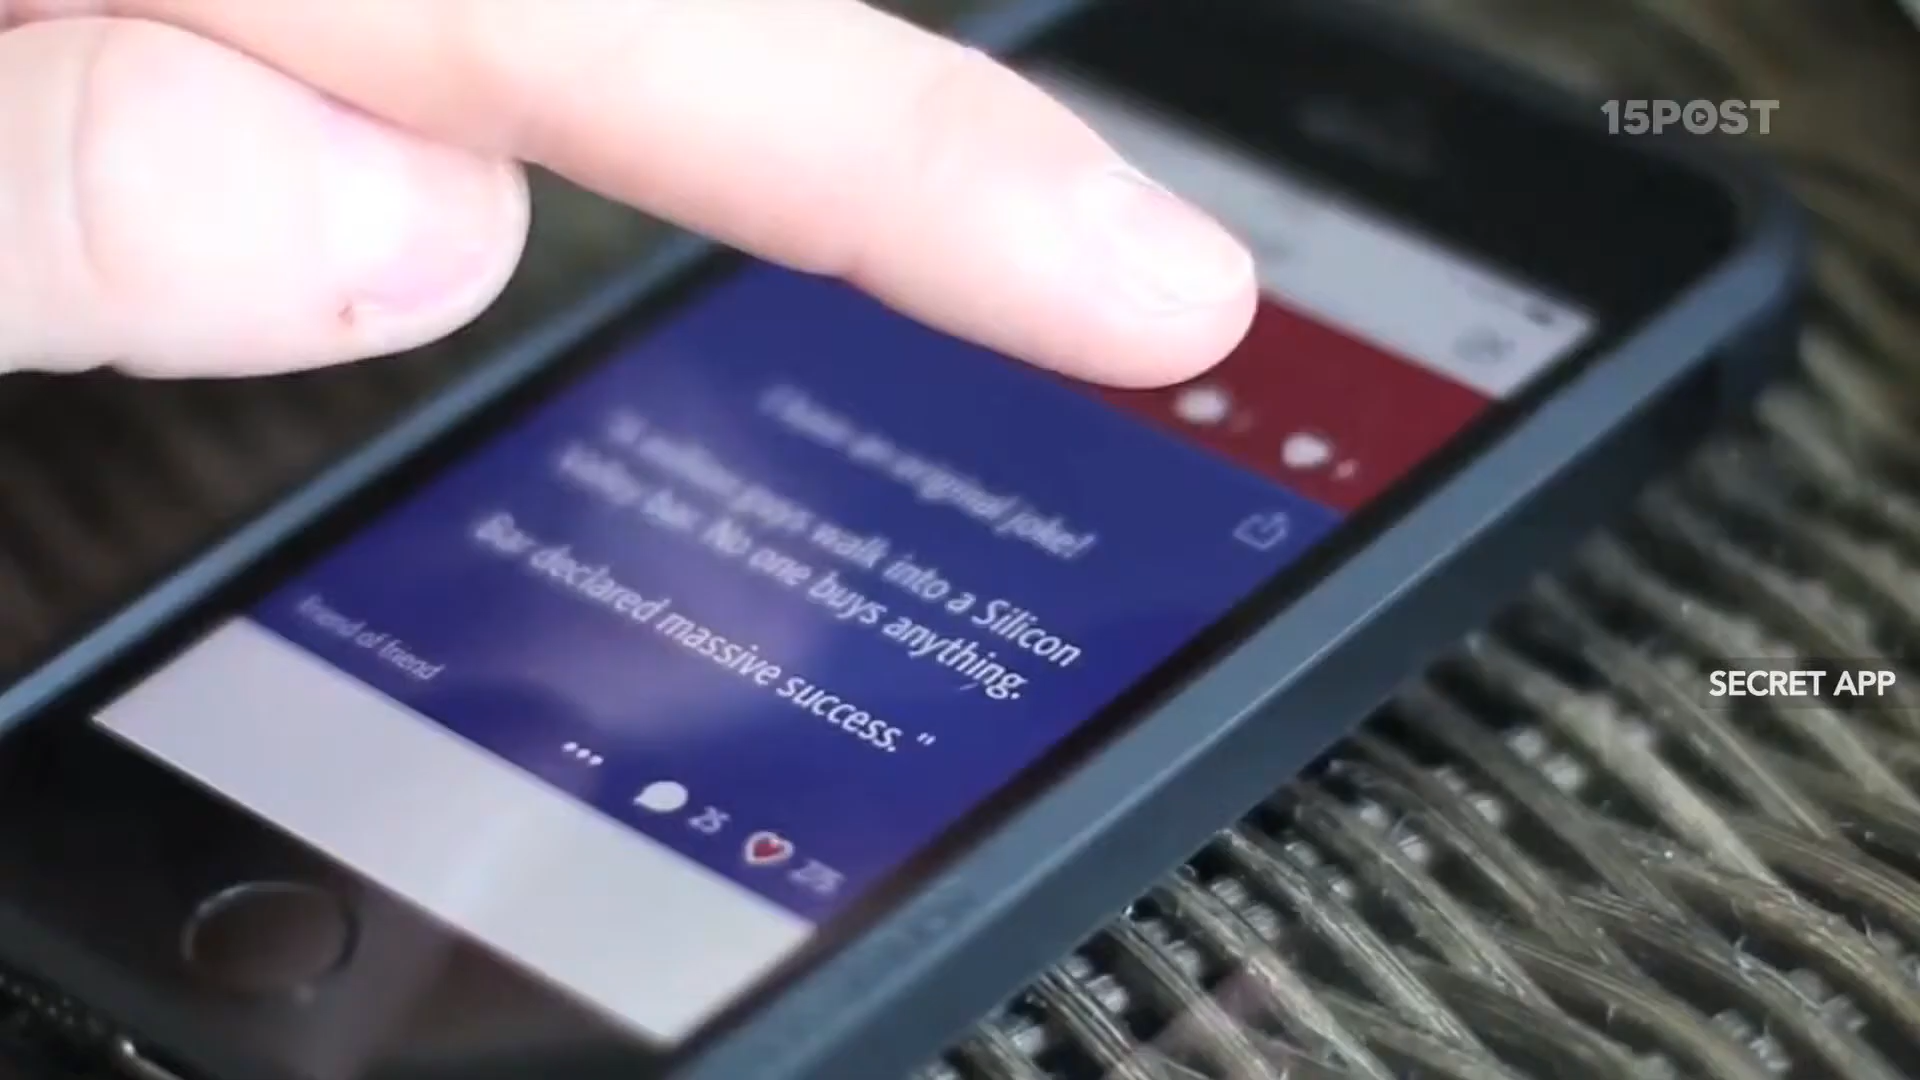 15POST
I have an original joke!
"A million guys walk into a Silicon
Valley bar. No one buys anything.
Bar declared massive success. "
friend of friend
25
SECRET APP